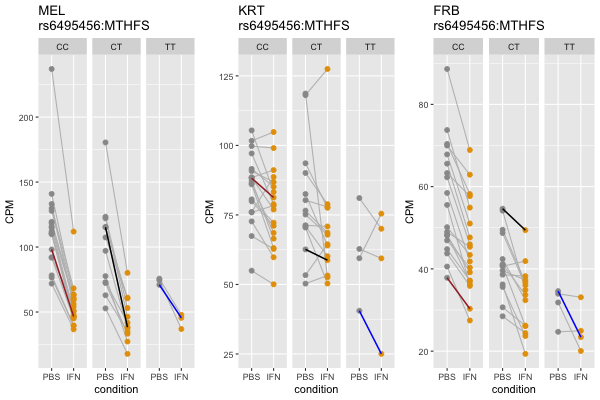 MEL
rs6495456:MTHFS
CC CT TT
CPM
200
150
100
50
PBS IFN PBS IFN PBS IFN
condition
KRT
rs6495456:MTHFS
CC CT TT
CPM
125
100
75
50
25
PBS IFN PBS IFN PBS IFN
condition
FRB
rs6495456:MTHFS
CC CT TT
CPM
80
60
40
20
PBS IFN PBS IFN PBS IFN
condition